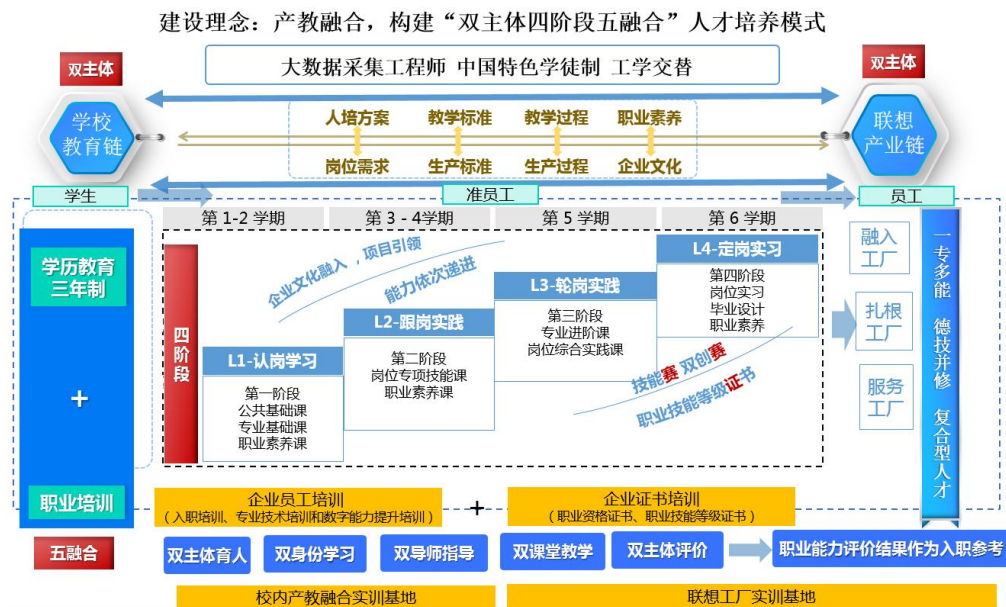 建设理念：产教融合，构建“双主体四阶段五融合”人才培养模式
双主体
大数据采集工程师 中国特色学徒制 工学交替
双主体
学校
教育链
人培方案 教学标准 教学过程 职业素养
岗位需求 生产标准 生产过程 企业文化
联想
产业链
学生
准员工
员工
第 1-2 学期
第 3 - 4学期
第 5 学期
第 6 学期
学历教育
三年制
+
职业培训
四阶段
企业文化融入，项目引领
能力依次递进
L1-认岗学习
第一阶段
公共基础课
专业基础课
职业素养课
L2-跟岗实践
第二阶段
岗位专项技能课
职业素养课
L3-轮岗实践
第三阶段
专业进阶课
岗位综合实践课
L4-定岗实习
第四阶段
岗位实习
毕业设计
职业素养
技能赛 双创赛
职业技能等级证书
融入
工厂
扎根
工厂
服务
工厂
一专多能 德技并修 复合型人才
企业员工培训
（入职培训、专业技术培训和数字能力提升培训）
+
企业证书培训
（职业资格证书、职业技能等级证书）
五融合
双主体育人
双身份学习
双导师指导
双课堂教学
双主体评价
职业能力评价结果作为入职参考
校内产教融合实训基地
联想工厂实训基地